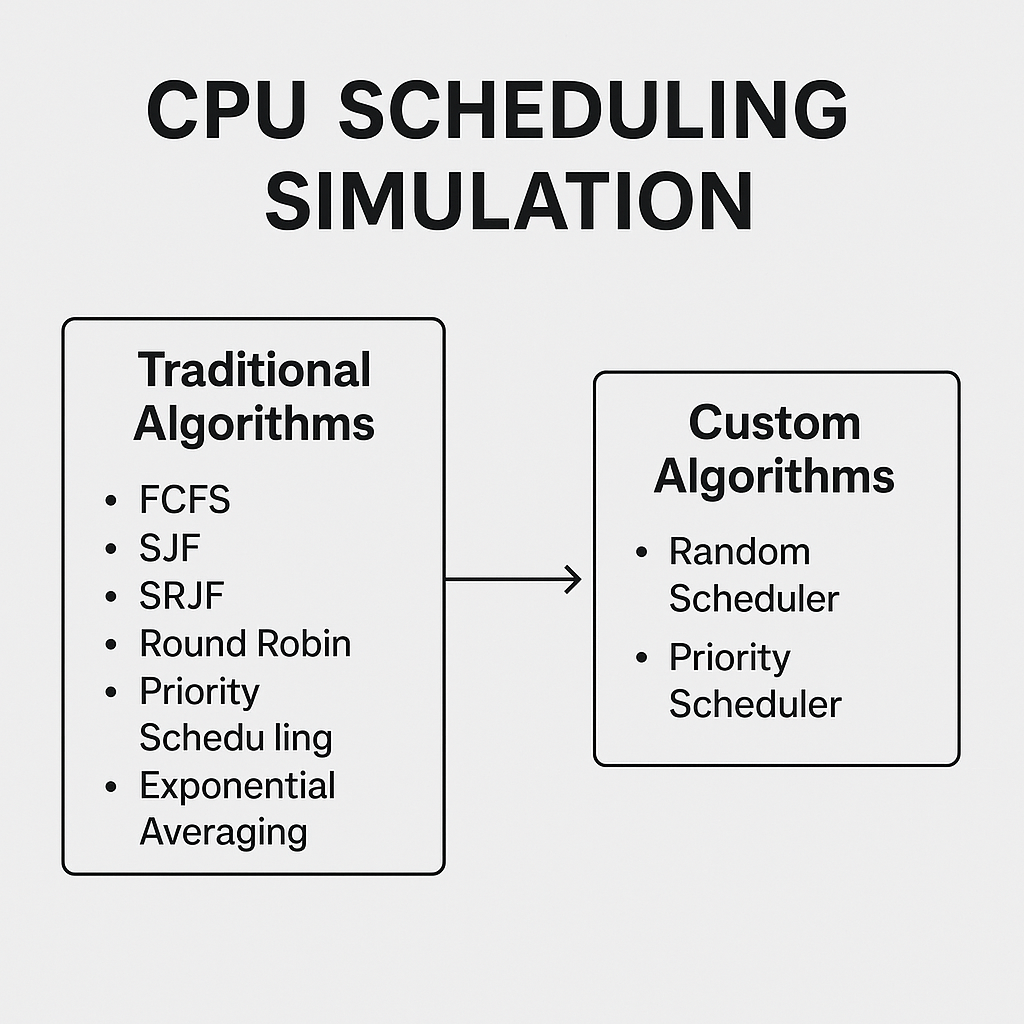 CPU SCHEDULING
SIMULATION
Traditional
Algorithms
• FCFS
• SJF
• SRJF
• Round Robin
• Priority
Schedu ling
• Exponential
Averaging
Custom
Algorithms
• Random
Scheduler
• Priority
Scheduler